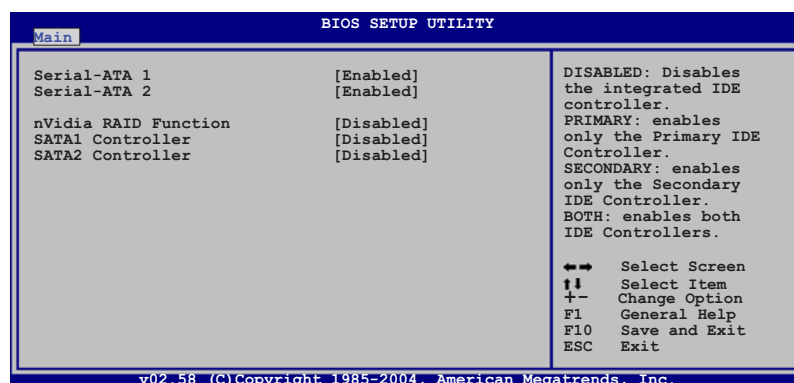 BIOS SETUP UTILITY
Main
Serial-ATA 1 [Enabled]
Serial-ATA 2 [Enabled]
nVidia RAID Function [Disabled]
SATA1 Controller [Disabled]
SATA2 Controller [Disabled]
DISABLED: Disables
the integrated IDE
controller.
PRIMARY: enables
only the Primary IDE
Controller.
SECONDARY: enables
only the Secondary
IDE Controller.
BOTH: enables both
IDE Controllers.
←→ Select Screen
↑↓ Select Item
+- Change Option
F1 General Help
F10 Save and Exit
ESC Exit
v02.58 (C)Copyright 1985-2004, American Megatrends, Inc.